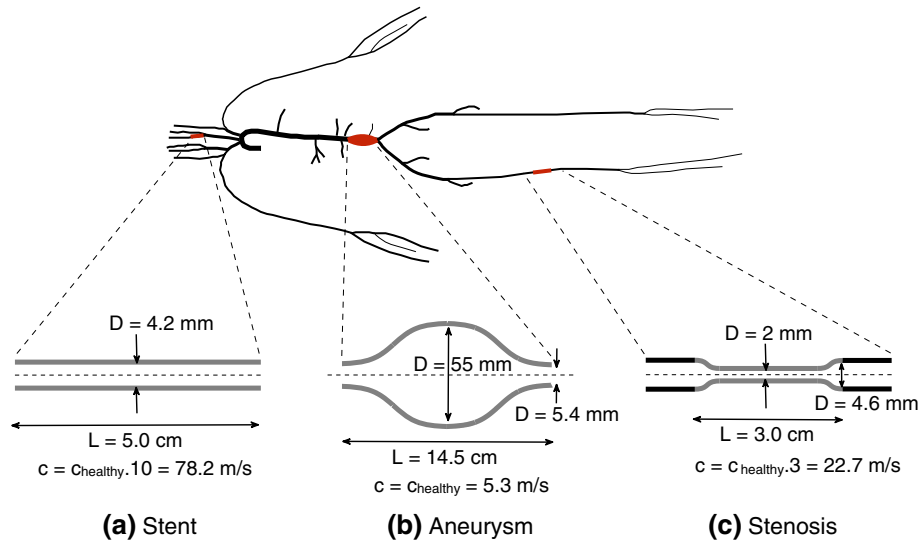 D = 4.2 mm
L = 5.0 cm
c = chealthy.10 = 78.2 m/s
(a) Stent
D = 55 mm
D = 5.4 mm
L = 14.5 cm
c = chealthy = 5.3 m/s
(b) Aneurysm
D = 2 mm
D = 4.6 mm
L = 3.0 cm
c = c healthy.3 = 22.7 m/s
(c) Stenosis